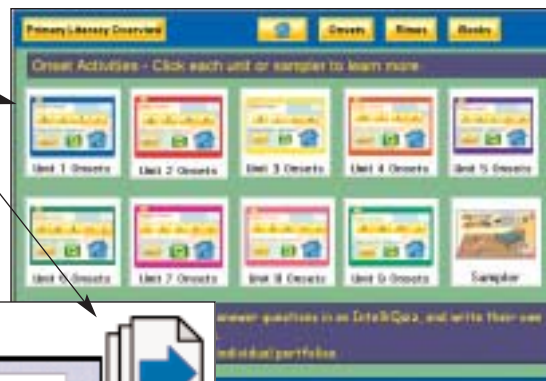 Primary Literacy Overview Onsets Rimes Books
Onset Activities - Click each unit or sampler to learn more.
Unit 1 Onsets Unit 2 Onsets Unit 3 Onsets Unit 4 Onsets Unit 5 Onsets
Unit 6 Onsets Unit 7 Onsets Unit 8 Onsets Unit 9 Onsets Sampler
answer questions in an IntelliQuiz, and write their own
individual portfolios